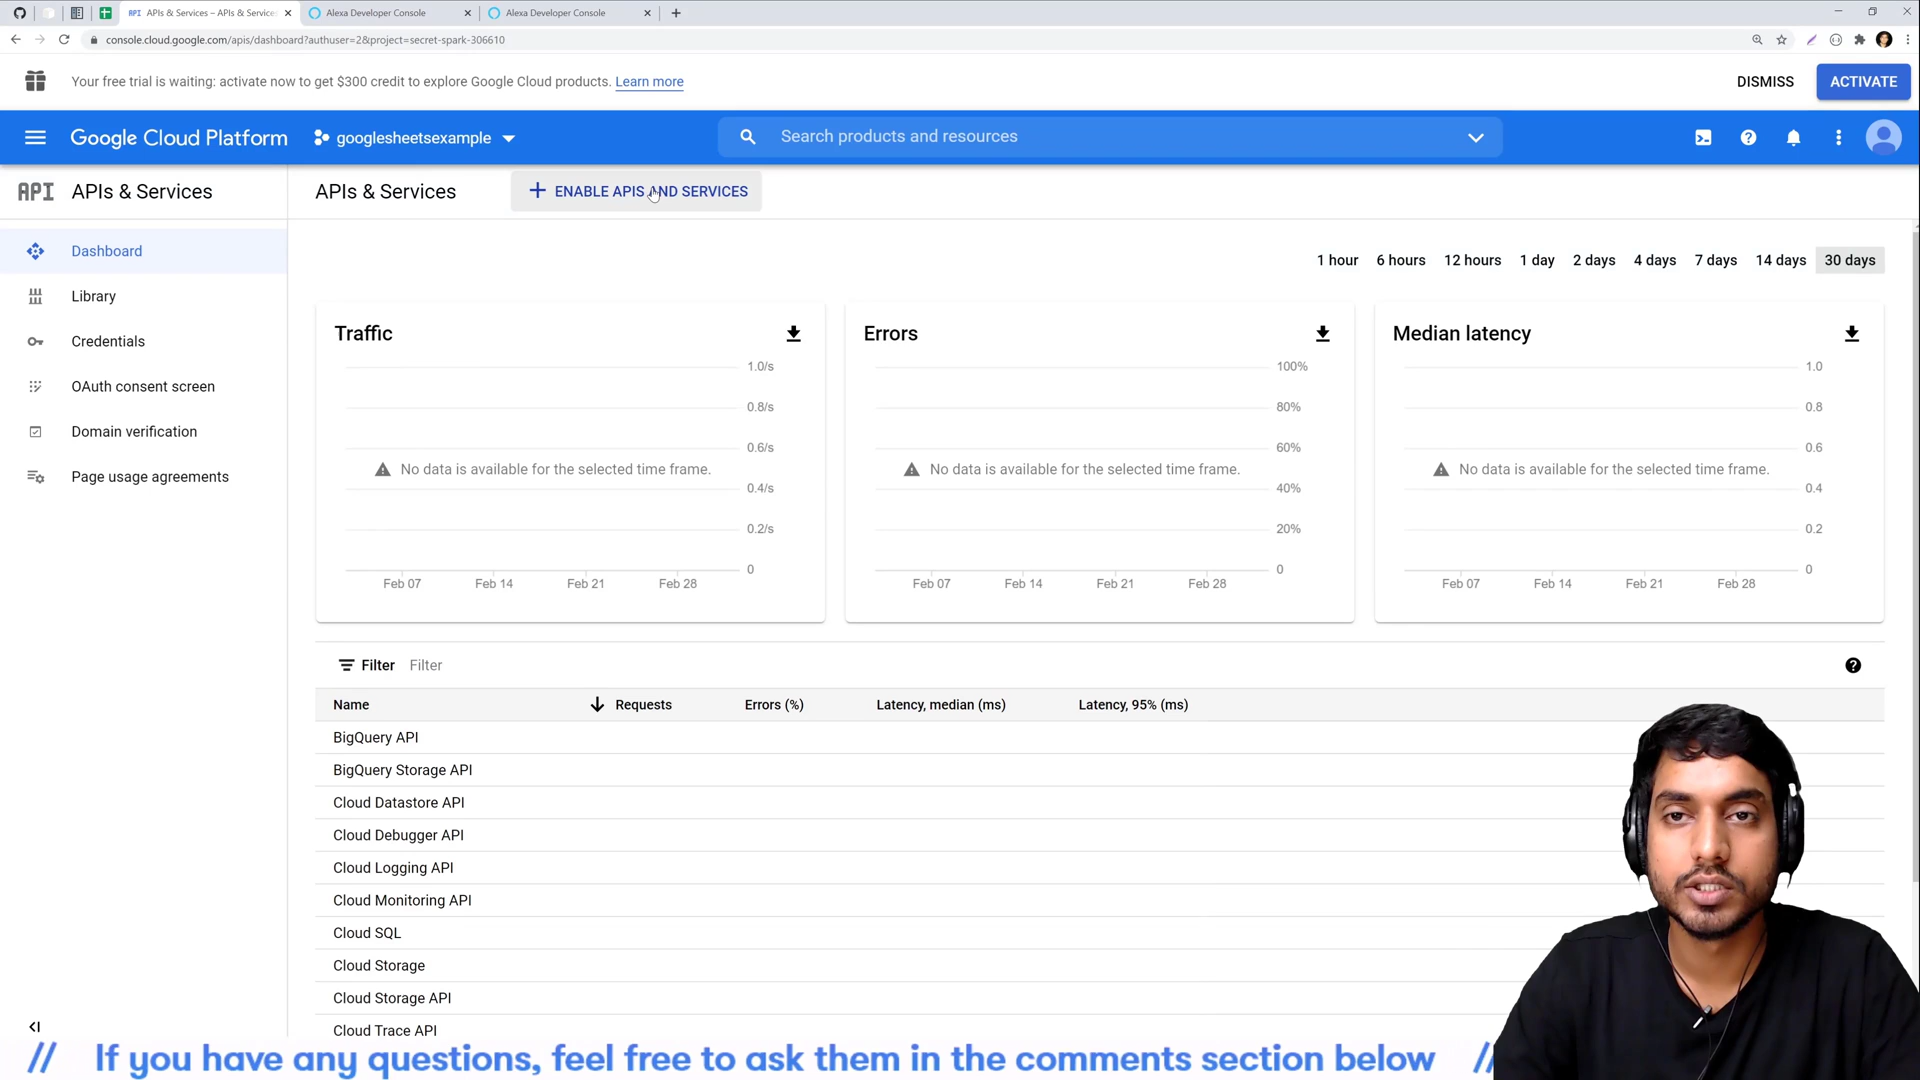 API APIs & Services – APIs & Service
Alexa Developer Console
Alexa Developer Console
console.cloud.google.com/apis/dashboard?authuser=2&project=secret-spark-306610
Your free trial is waiting: activate now to get $300 credit to explore Google Cloud products. Learn more
DISMISS
ACTIVATE
Google Cloud Platform
googlesheetsexample
Search products and resources
API APIs & Services
APIs & Services
ENABLE APIS AND SERVICES
Dashboard
Library
Credentials
OAuth consent screen
Domain verification
Page usage agreements
1 hour 6 hours 12 hours 1 day 2 days 4 days 7 days 14 days 30 days
Traffic
1.0/s
0.8/s
0.6/s
No data is available for the selected time frame.
0.4/s
0.2/s
0
Feb 07 Feb 14 Feb 21 Feb 28
Errors
100%
80%
60%
No data is available for the selected time frame.
40%
20%
0
Feb 07 Feb 14 Feb 21 Feb 28
Median latency
1.0
0.8
0.6
No data is available for the selected time frame.
0.4
0.2
0
Feb 07 Feb 14 Feb 21 Feb 28
Filter Filter
Name Requests Errors (%) Latency, median (ms) Latency, 95% (ms)
BigQuery API
BigQuery Storage API
Cloud Datastore API
Cloud Debugger API
Cloud Logging API
Cloud Monitoring API
Cloud SQL
Cloud Storage
Cloud Storage API
Cloud Trace API
// If you have any questions, feel free to ask them in the comments section below //